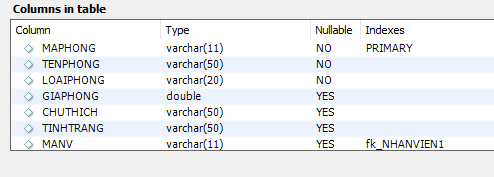 Columns in table
Column Type Nullable Indexes
MAPHONG varchar(11) NO PRIMARY
TENPHONG varchar(50) NO
LOAIPHONG varchar(20) NO
GIAPHONG double YES
CHUTHICH varchar(50) YES
TINHTRANG varchar(50) YES
MANV varchar(11) YES fk_NHANVIEN1